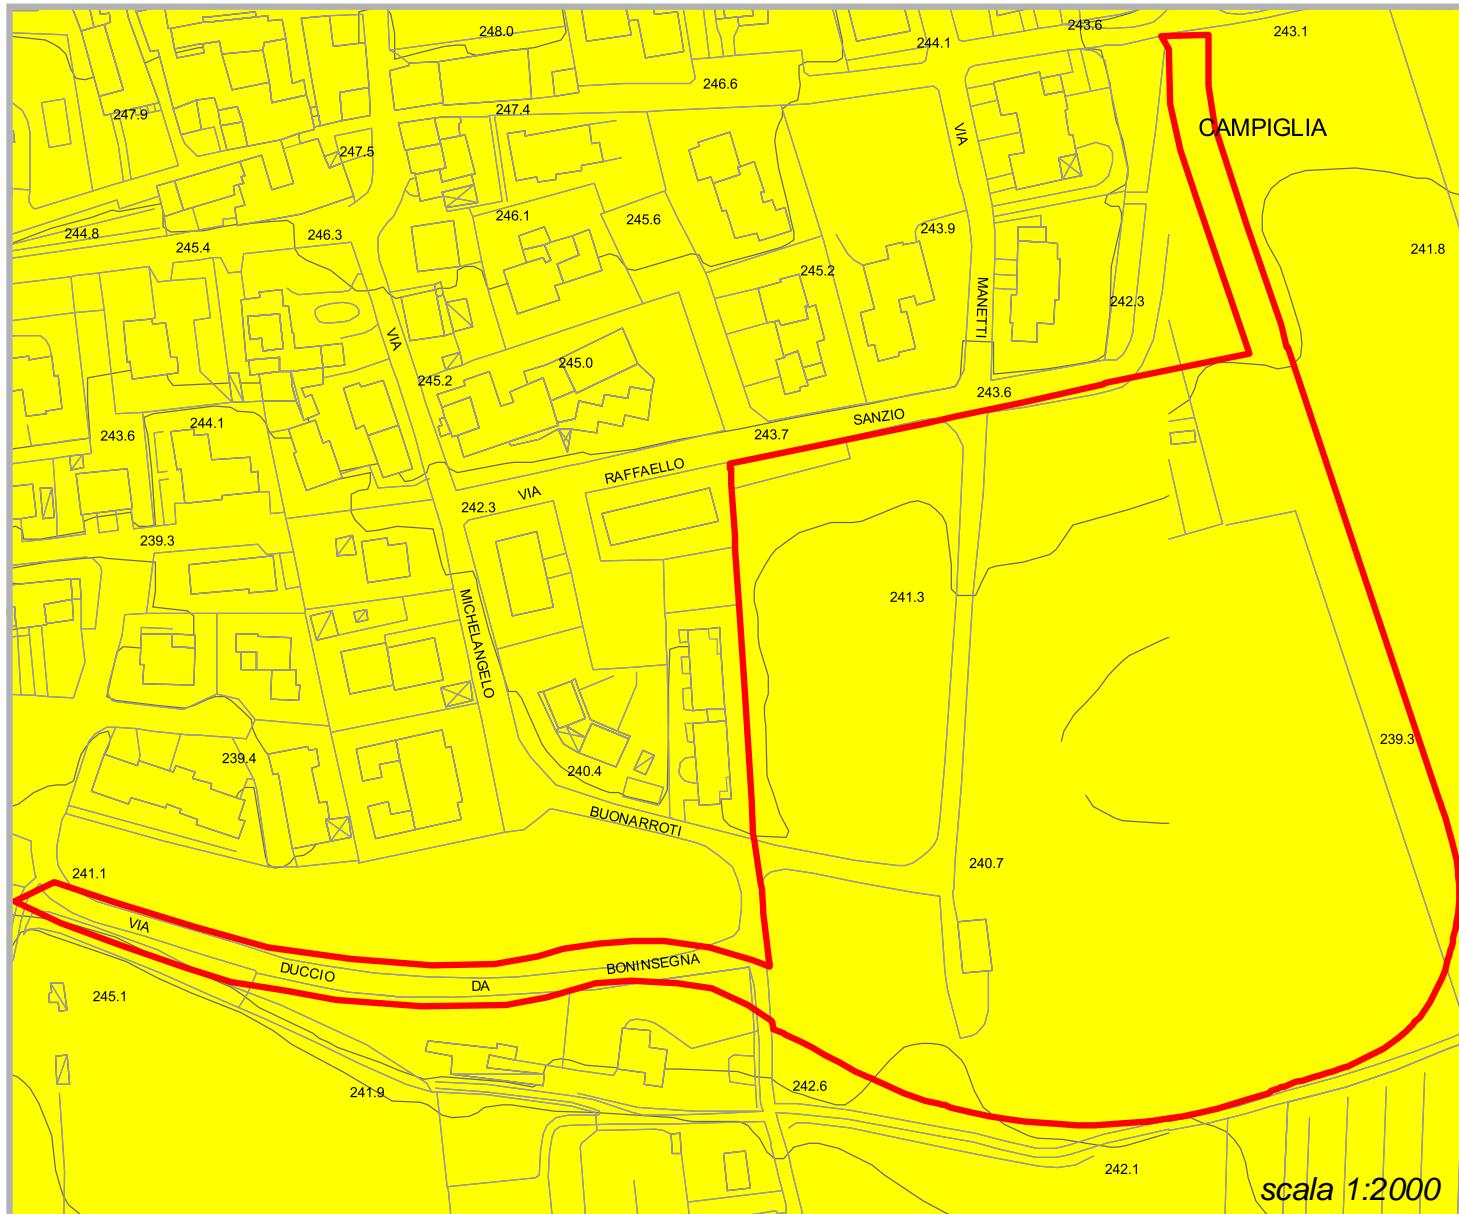 248.0
243.6
243.1
244.1
246.6
247.9
247.4
VIA
CAMPIGLIA
247.5
246.1
245.6
244.8
245.4
246.3
243.9
241.8
245.2
MANETTI
242.3
VIA
245.0
245.2
243.6
SANZIO
244.1
243.6
243.7
RAFFAELLO
VIA
242.3
239.3
241.3
MICHELANGELO
239.3
239.4
240.4
BUONARROTI
240.7
241.1
VIA
DUCCIO
DA
BONINSEGNA
245.1
241.9
242.6
242.1
scala 1:2000